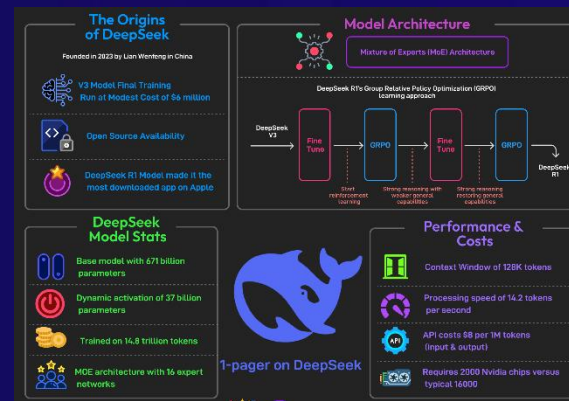 The Origins
of DeepSeek
Founded in 2023 by Lian Wenteng in China
V3 Model Final Training
Run at Modest Cost of $6 million
Open Source Availability
DeepSeek R1 Model made it the
most downloaded app on Apple
Model Architecture
Mixture of Experts (MoE) Architecture
DeepSeek R1's Group Relative Policy Optimization (GRPO)
learning approach
DeepSeek
V3
Fine
Tune
GRPO
Fine
Tune
GRPO
DeepSeek
R1
Start
reinforcement
learning
Strong reasoning with
weaker general
capabilities
Strong reasoning
restoring general
capabilities
DeepSeek
Model Stats
Base model with 671 billion
parameters
Dynamic activation of 37 billion
parameters
Trained on 14.8 trillion tokens
MOE architecture with 16 expert
networks
1-pager on DeepSeek
Performance &
Costs
Context Window of 128K tokens
Processing speed of 14.2 tokens
per second
API
API costs $8 per 1M tokens
(input & output)
Requires 2000 Nvidia chips versus
typical 16000